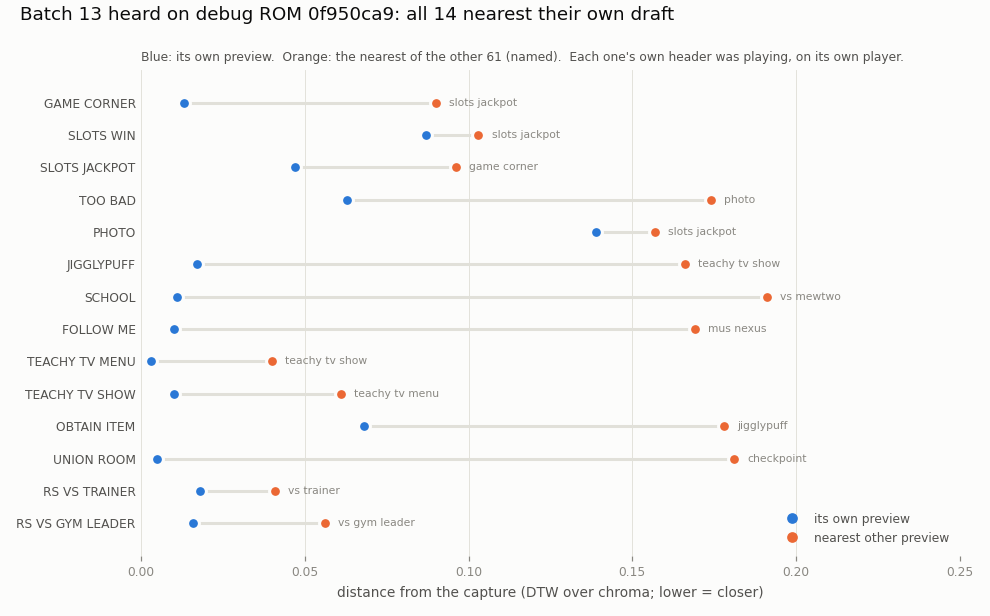 Batch 13 heard on debug ROM 0f950ca9: all 14 nearest their own draft
Blue: its own preview.  Orange: the nearest of the other 61 (named).  Each one's own header was playing, on its own player.
GAME CORNER slots jackpot
SLOTS WIN slots jackpot
SLOTS JACKPOT game corner
TOO BAD photo
PHOTO slots jackpot
JIGGLYPUFF teachy tv show
SCHOOL vs mewtwo
FOLLOW ME mus nexus
TEACHY TV MENU teachy tv show
TEACHY TV SHOW teachy tv menu
OBTAIN ITEM jigglypuff
UNION ROOM checkpoint
RS VS TRAINER vs trainer
RS VS GYM LEADER vs gym leader
its own preview
nearest other preview
0.00 0.05 0.10 0.15 0.20 0.25
distance from the capture (DTW over chroma; lower = closer)